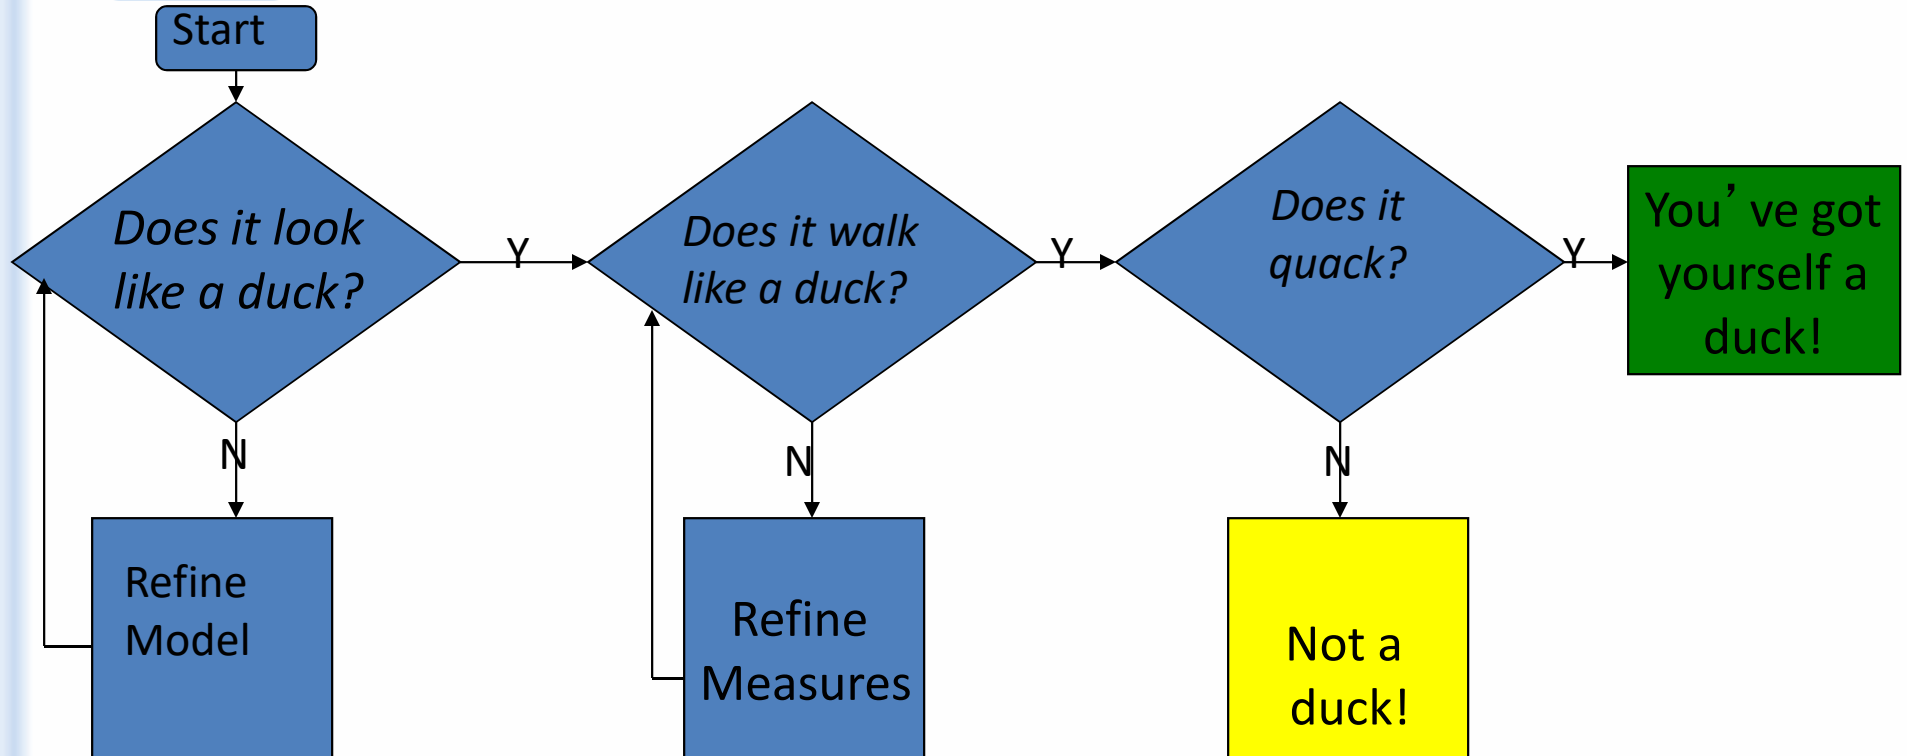 Start
Does it look
like a duck?
Y
Does it walk
like a duck?
Y
Does it
quack?
Y
You’ ve got
yourself a
duck!
N
N
N
Refine
Model
Refine
Measures
Not a
duck!